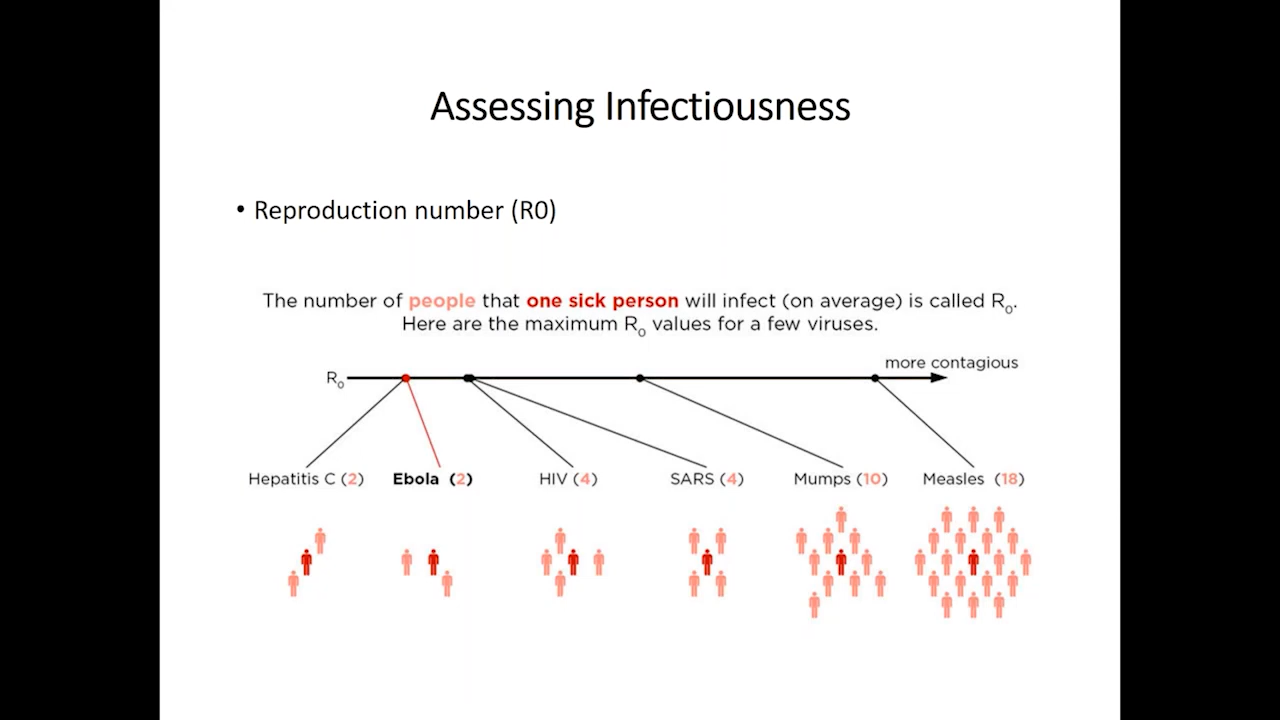 Assessing Infectiousness
• Reproduction number (R0)
The number of people that one sick person will infect (on average) is called R₀.
Here are the maximum R₀ values for a few viruses.
more contagious
R₀
Hepatitis C (2) Ebola (2) HIV (4) SARS (4) Mumps (10) Measles (18)